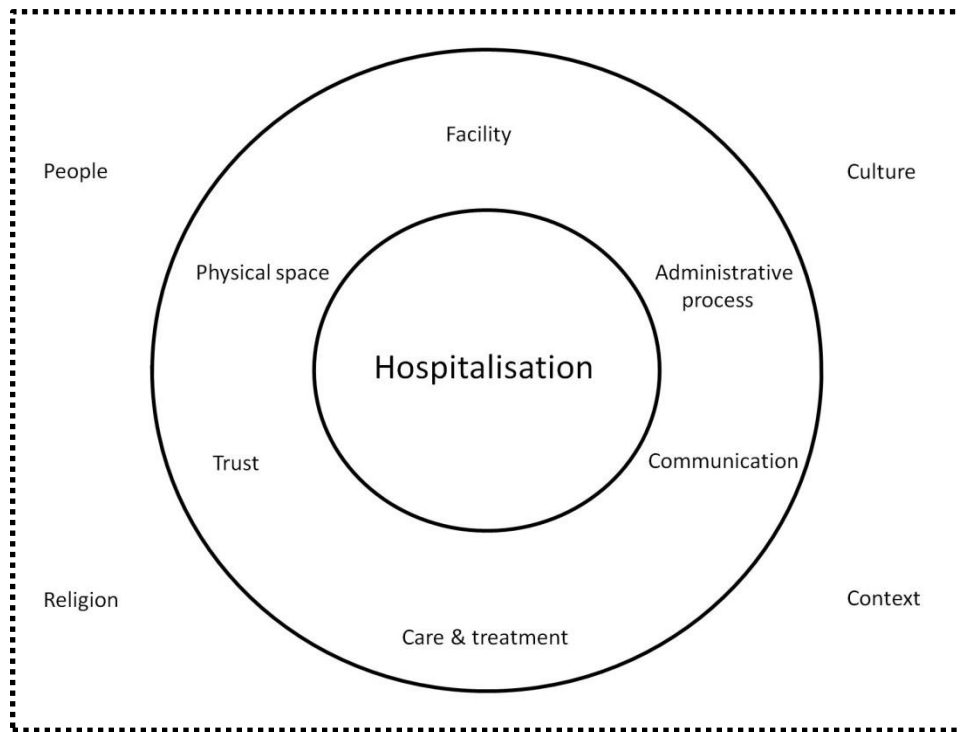 Facility
People
Culture
Physical space
Administrative
process
Hospitalisation
Trust
Communication
Religion
Context
Care & treatment